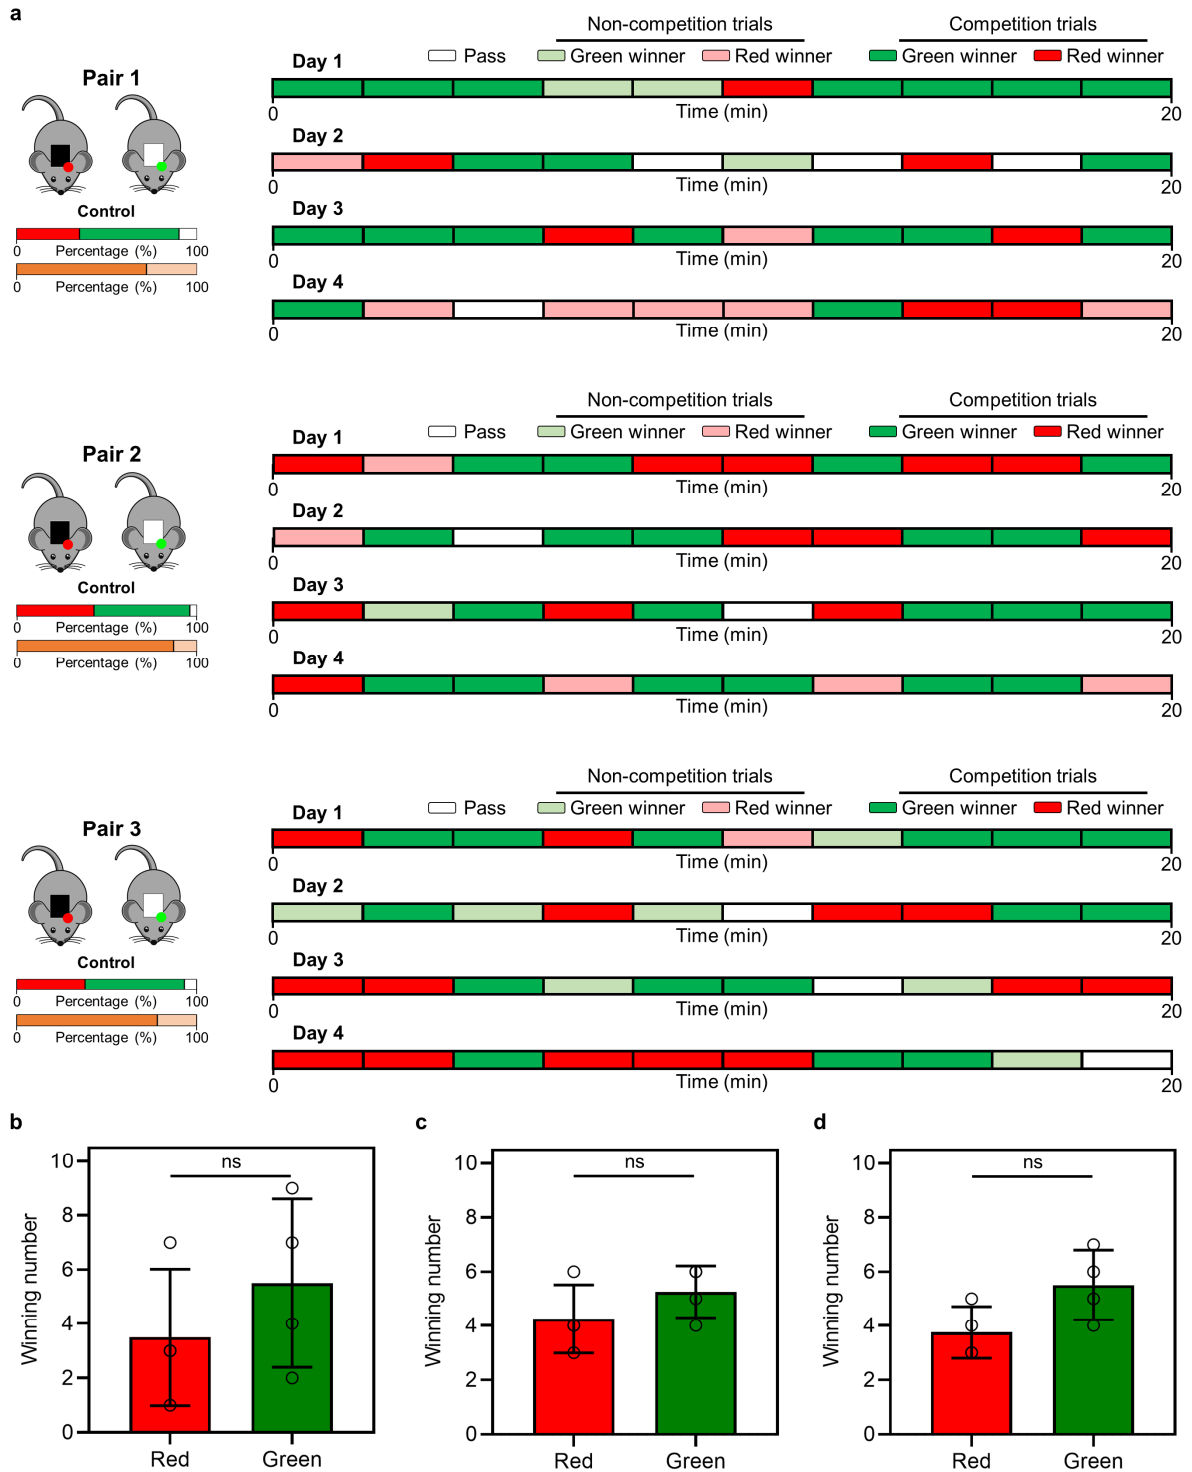 a
Non-competition trials Competition trials
Pass Green winner Red winner Green winner Red winner
Pair 1
Day 1
0 Time (min) 20
Day 2
0 Time (min) 20
Control
0 Percentage (%) 100
0 Percentage (%) 100
Day 3
0 Time (min) 20
Day 4
0 Time (min) 20
Non-competition trials Competition trials
Pass Green winner Red winner Green winner Red winner
Pair 2
Day 1
0 Time (min) 20
Day 2
0 Time (min) 20
Control
0 Percentage (%) 100
0 Percentage (%) 100
Day 3
0 Time (min) 20
Day 4
0 Time (min) 20
Non-competition trials Competition trials
Pass Green winner Red winner Green winner Red winner
Pair 3
Day 1
0 Time (min) 20
Day 2
0 Time (min) 20
Control
0 Percentage (%) 100
0 Percentage (%) 100
Day 3
0 Time (min) 20
Day 4
0 Time (min) 20
b
Winning number
10
8
6
4
2
0
ns
Red Green
c
Winning number
10
8
6
4
2
0
ns
Red Green
d
Winning number
10
8
6
4
2
0
ns
Red Green